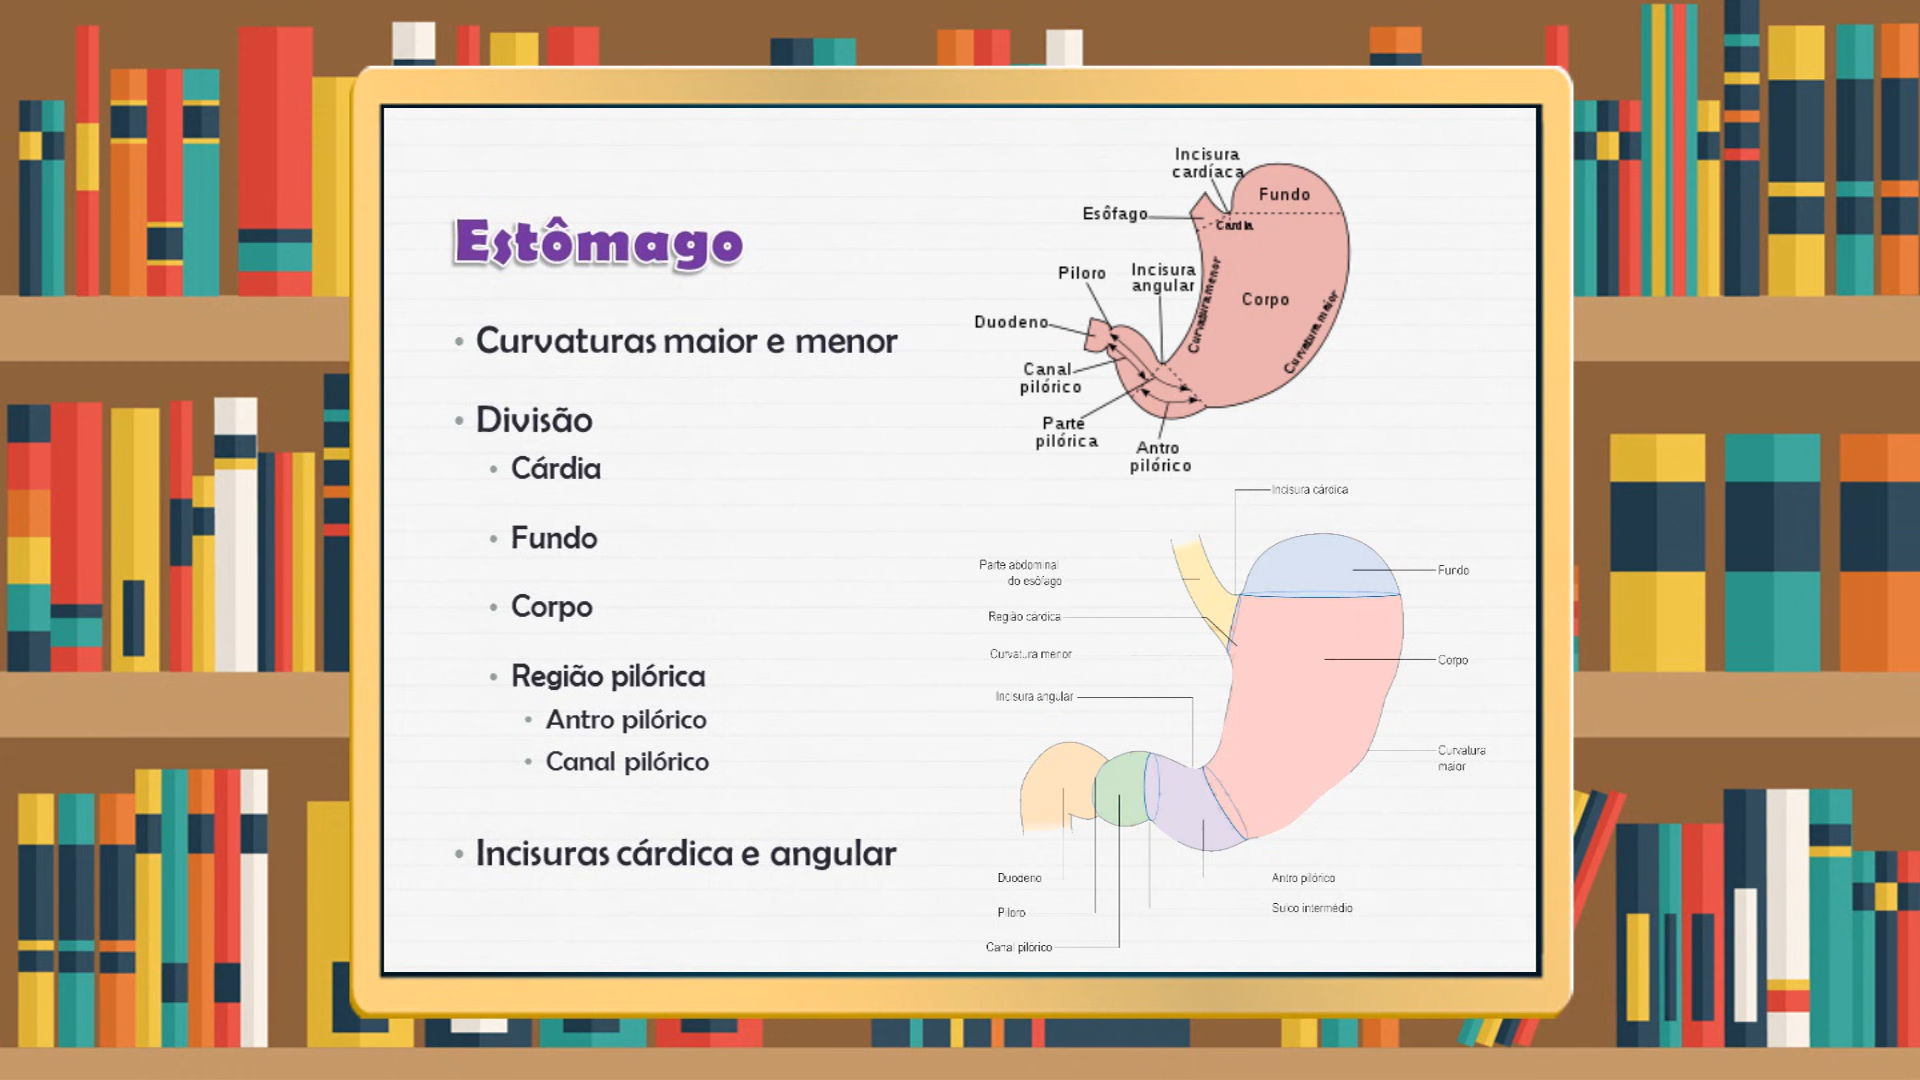 Estômago
Curvaturas maior e menor
Divisão
Cárdia
Fundo
Corpo
Região pilórica
Antro pilórico
Canal pilórico
Incisuras cárdica e angular
Incisura
cardíaca
Fundo
Esôfago
Cárdia
Piloro
Incisura
angular
Curvatura menor
Corpo
Curvatura maior
Duodeno
Canal
pilórico
Parte
pilórica
Antro
pilórico
Incisura cárdica
Parte abdominal
do esôfago
Fundo
Região cárdica
Curvatura menor
Corpo
Incisura angular
Curvatura
maior
Duodeno
Antro pilórico
Piloro
Sulco intermédio
Canal pilórico